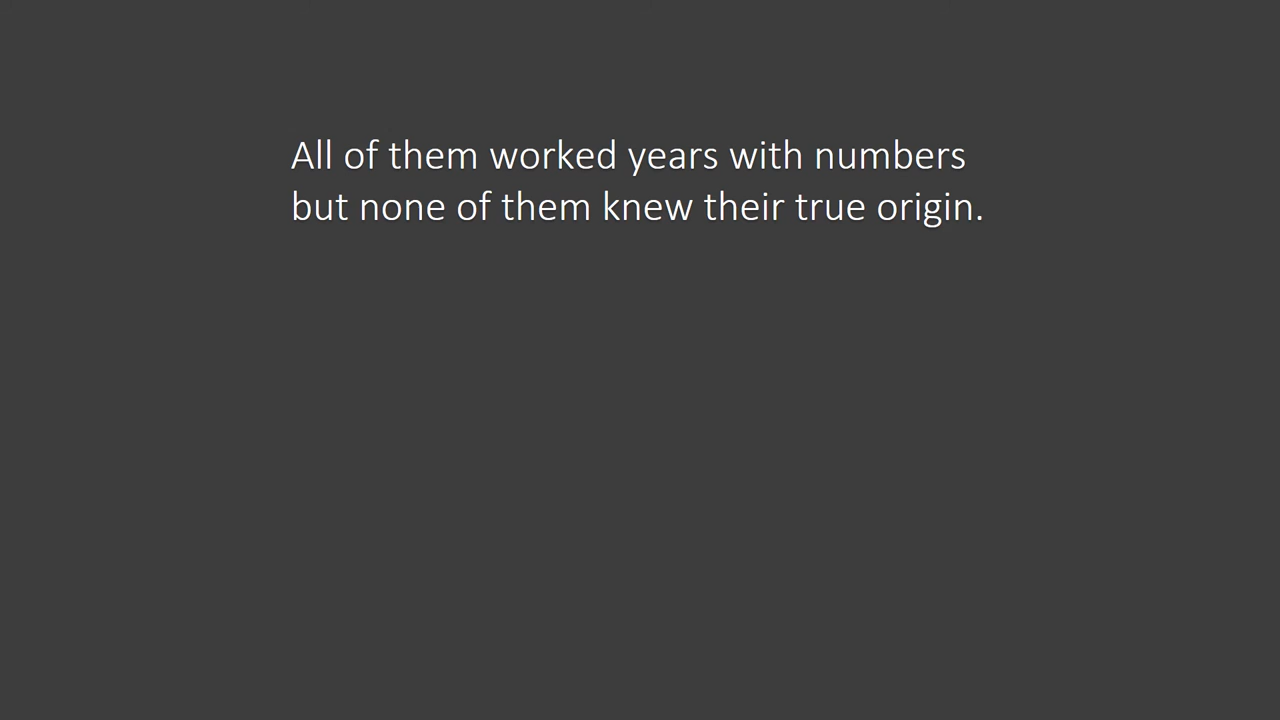 All of them worked years with numbers
but none of them knew their true origin.